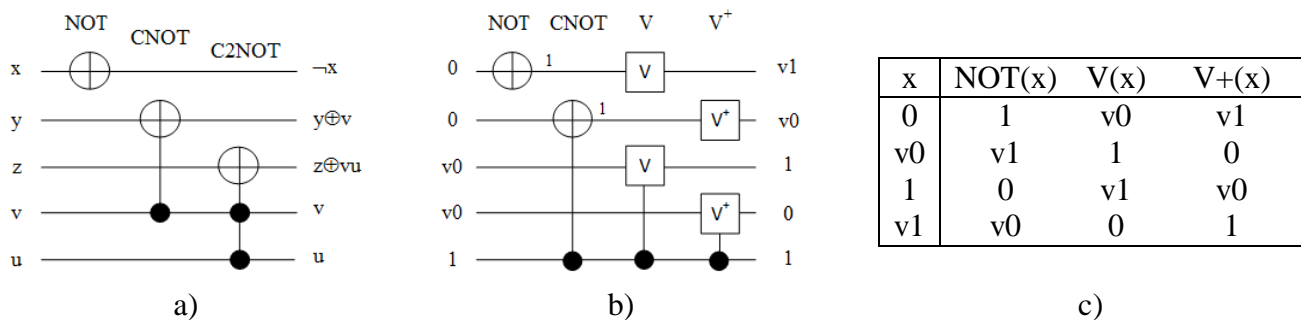 NOT
CNOT
C2NOT
x ¬x
y y⊕v
z z⊕vu
v v
u u
a)
NOT CNOT V V⁺
0 1 V v1
0 1 V⁺ v0
v0 V 1
v0 V⁺ 0
1 1
b)
x NOT(x) V(x) V+(x)
0 1 v0 v1
v0 v1 1 0
1 0 v1 v0
v1 v0 0 1
c)